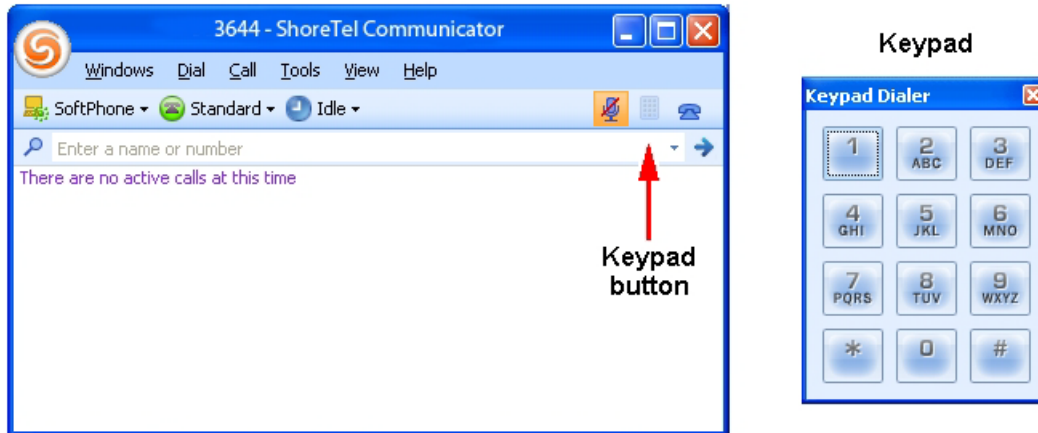 3644 - ShoreTel Communicator
Windows Dial Call Tools View Help
SoftPhone Standard Idle
Enter a name or number
There are no active calls at this time
Keypad
button
Keypad
Keypad Dialer
1 2 3
ABC DEF
4 5 6
GHI JKL MNO
7 8 9
PQRS TUV WXYZ
* 0 #